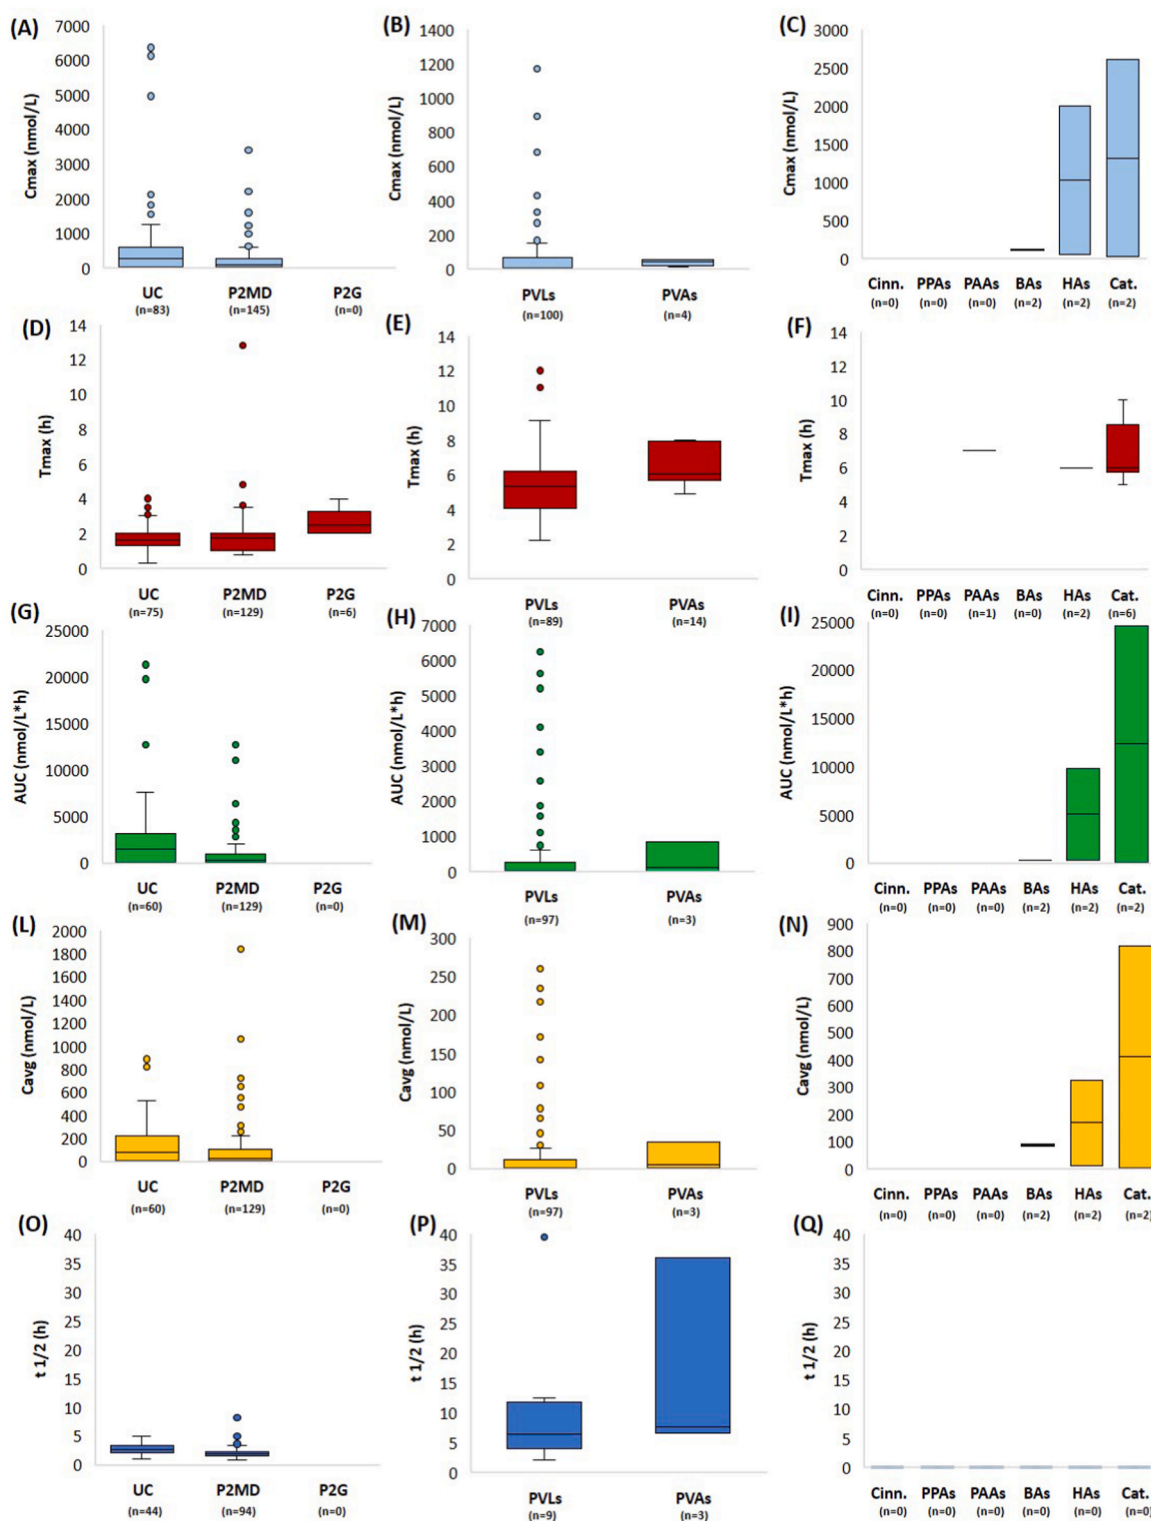 (A)
Cmax (nmol/L)
7000
6000
5000
4000
3000
2000
1000
0
UC P2MD P2G
(n=83) (n=145) (n=0)
(B)
Cmax (nmol/L)
1400
1200
1000
800
600
400
200
0
PVLs PVAs
(n=100) (n=4)
(C)
Cmax (nmol/L)
3000
2500
2000
1500
1000
500
0
Cinn. PPAs PAAs BAs HAs Cat.
(n=0) (n=0) (n=0) (n=2) (n=2) (n=2)
(D)
Tmax (h)
14
12
10
8
6
4
2
0
UC P2MD P2G
(n=75) (n=129) (n=6)
(E)
Tmax (h)
14
12
10
8
6
4
2
0
PVLs PVAs
(n=89) (n=14)
(F)
Tmax (h)
14
12
10
8
6
4
2
0
Cinn. PPAs PAAs BAs HAs Cat.
(n=0) (n=0) (n=1) (n=0) (n=2) (n=6)
(G)
AUC (nmol/L*h)
25000
20000
15000
10000
5000
0
UC P2MD P2G
(n=60) (n=129) (n=0)
(H)
AUC (nmol/L*h)
7000
6000
5000
4000
3000
2000
1000
0
PVLs PVAs
(n=97) (n=3)
(I)
AUC (nmol/L*h)
25000
20000
15000
10000
5000
0
Cinn. PPAs PAAs BAs HAs Cat.
(n=0) (n=0) (n=0) (n=2) (n=2) (n=2)
(L)
Cavg (nmol/L)
2000
1800
1600
1400
1200
1000
800
600
400
200
0
UC P2MD P2G
(n=60) (n=129) (n=0)
(M)
Cavg (nmol/L)
300
250
200
150
100
50
0
PVLs PVAs
(n=97) (n=3)
(N)
Cavg (nmol/L)
900
800
700
600
500
400
300
200
100
0
Cinn. PPAs PAAs BAs HAs Cat.
(n=0) (n=0) (n=0) (n=2) (n=2) (n=2)
(O)
t 1/2 (h)
40
35
30
25
20
15
10
5
0
UC P2MD P2G
(n=44) (n=94) (n=0)
(P)
t 1/2 (h)
40
35
30
25
20
15
10
5
0
PVLs PVAs
(n=9) (n=3)
(Q)
t 1/2 (h)
40
35
30
25
20
15
10
5
0
Cinn. PPAs PAAs BAs HAs Cat.
(n=0) (n=0) (n=0) (n=0) (n=0) (n=0)